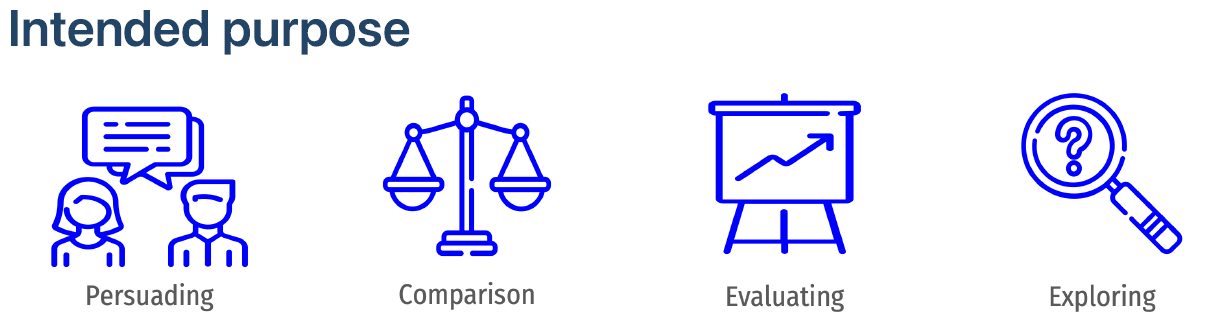 Intended purpose
Persuading
Comparison
Evaluating
Exploring